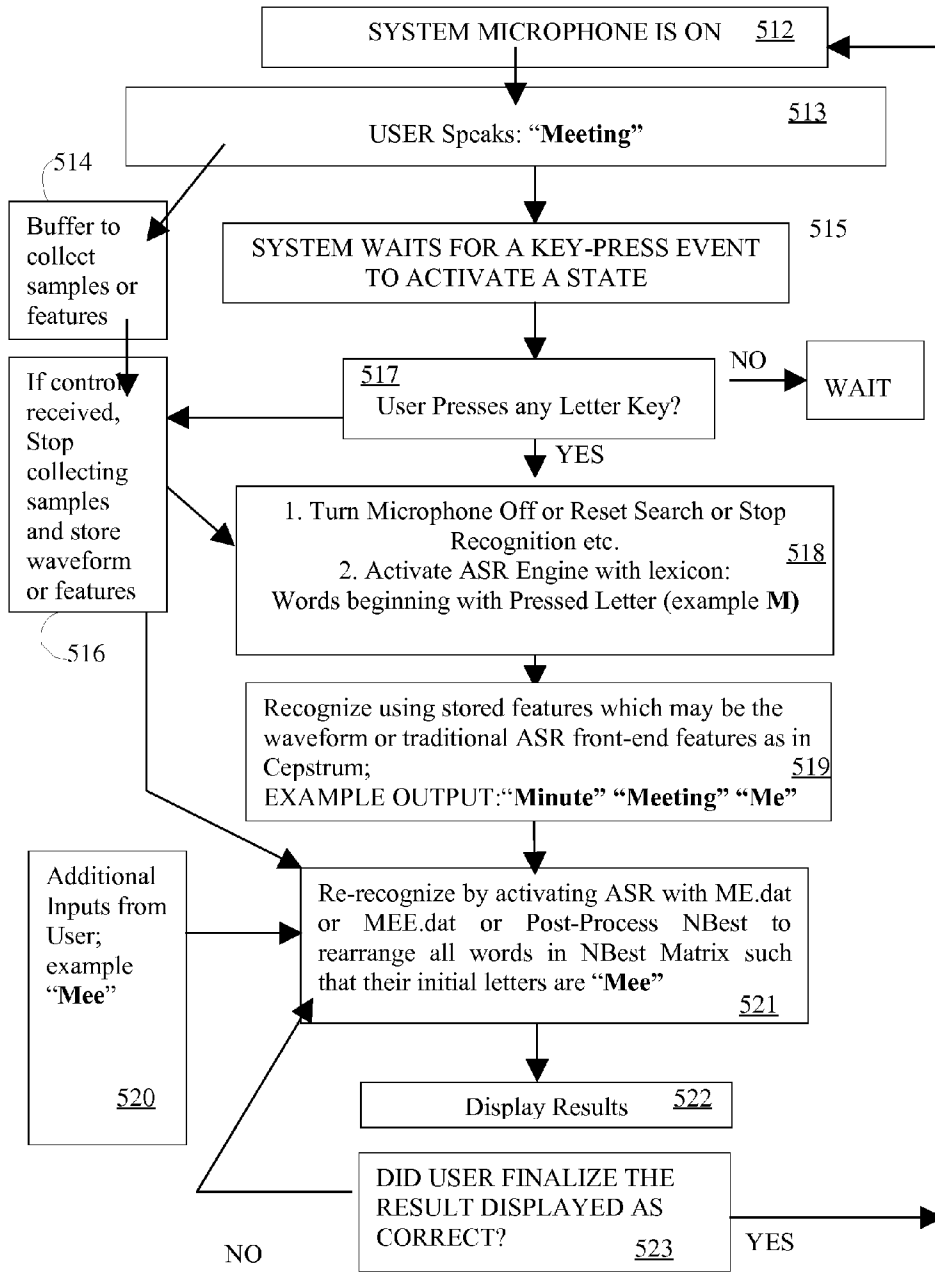 SYSTEM MICROPHONE IS ON 512
513
USER Speaks: “Meeting”
514
Buffer to
collect
samples or
features
SYSTEM WAITS FOR A KEY-PRESS EVENT
TO ACTIVATE A STATE
515
517
User Presses any Letter Key?
NO
WAIT
YES
If control
received,
Stop
collecting
samples
and store
waveform
or features
516
1. Turn Microphone Off or Reset Search or Stop
Recognition etc.
518
2. Activate ASR Engine with lexicon:
Words beginning with Pressed Letter (example M)
Recognize using stored features which may be the
waveform or traditional ASR front-end features as in
Cepstrum;
519
EXAMPLE OUTPUT:“Minute” “Meeting” “Me”
Additional
Inputs from
User;
example
“Mee”
520
Re-recognize by activating ASR with ME.dat
or MEE.dat or Post-Process NBest to
rearrange all words in NBest Matrix such
that their initial letters are “Mee”
521
Display Results 522
DID USER FINALIZE THE
RESULT DISPLAYED AS
CORRECT?
523
NO
YES